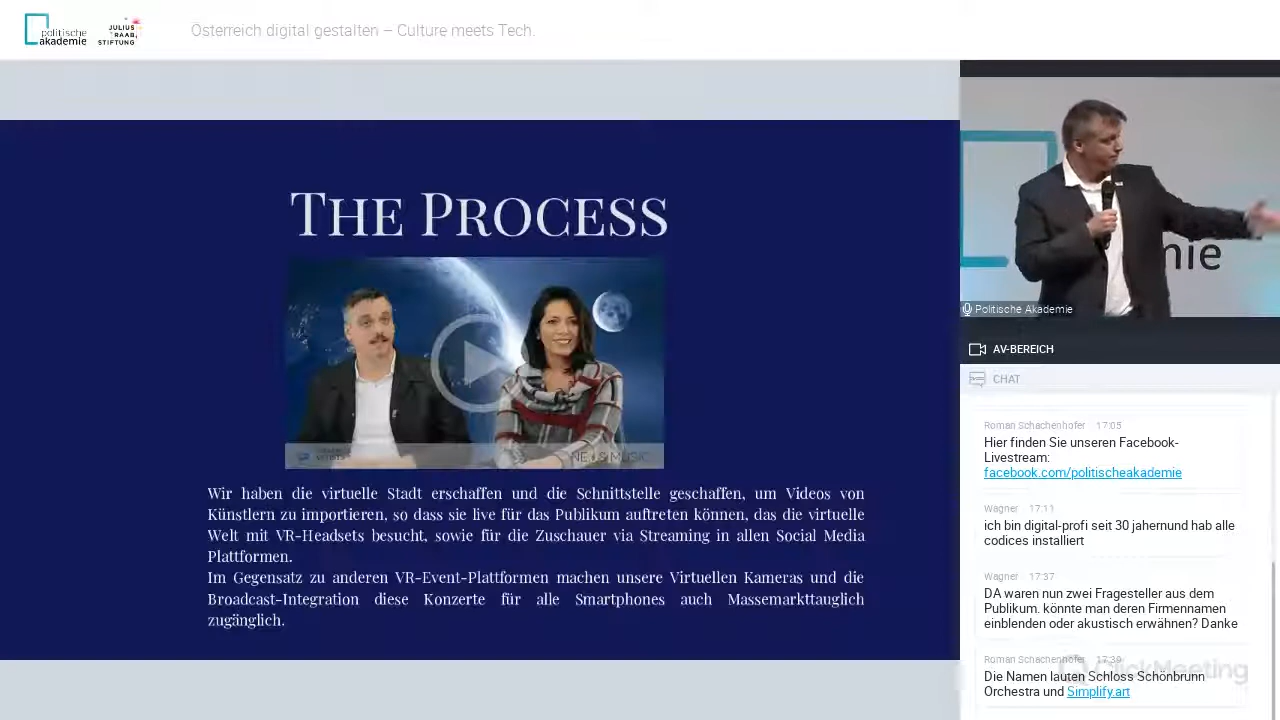 politische
akademie
JULIUS
RAAB
STIFTUNG
Österreich digital gestalten – Culture meets Tech.
THE PROCESS
Wir haben die virtuelle Stadt erschaffen und die Schnittstelle geschaffen, um Videos von
Künstlern zu importieren, so dass sie live für das Publikum auftreten können, das die virtuelle
Welt mit VR-Headsets besucht, sowie für die Zuschauer via Streaming in allen Social Media
Plattformen.
Im Gegensatz zu anderen VR-Event-Plattformen machen unsere Virtuellen Kameras und die
Broadcast-Integration diese Konzerte für alle Smartphones auch Massemarkttauglich
zugänglich.
nie
Politische Akademie
AV-BEREICH
CHAT
Roman Schachenhofer 17:05
Hier finden Sie unseren Facebook-
Livestream:
facebook.com/politischeakademie
Wagner 17:11
ich bin digital-profi seit 30 jahernund hab alle
codices installiert
Wagner 17:37
DA waren nun zwei Fragesteller aus dem
Publikum. könnte man deren Firmennamen
einblenden oder akustisch erwähnen? Danke
Roman Schachenhofer 17:39
ClickMeeting
Die Namen lauten Schloss Schönbrunn
Orchestra und Simplify.art